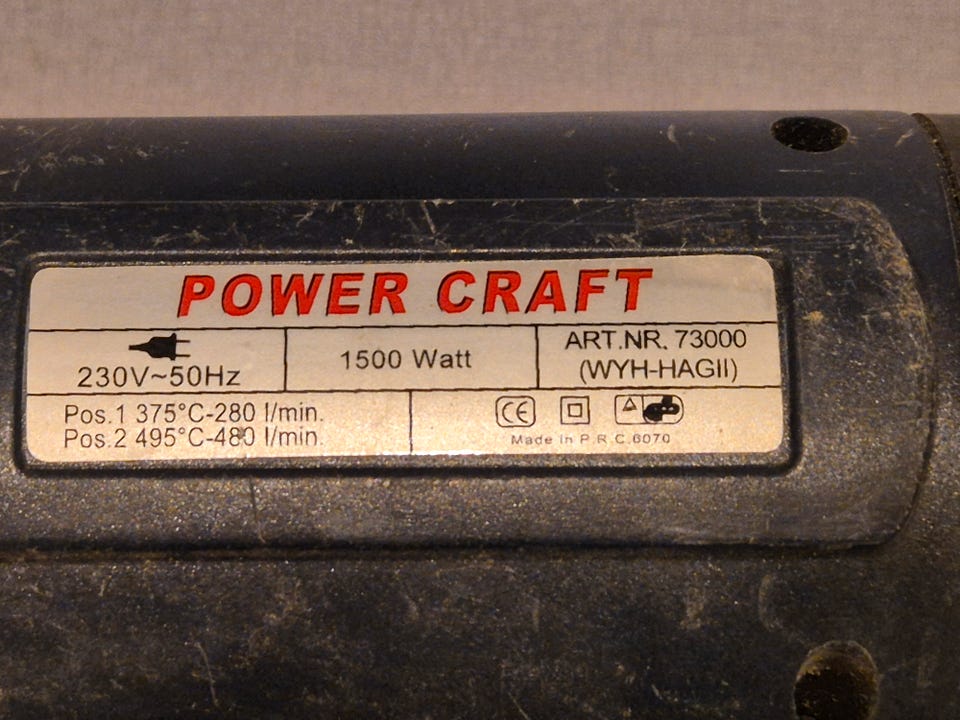 POWER CRAFT
230V~50Hz
1500 Watt
ART.NR. 73000
(WYH-HAGII)
Pos.1 375°C-280 l/min.
Pos.2 495°C-480 l/min.
CE
Made in P.R.C.6070